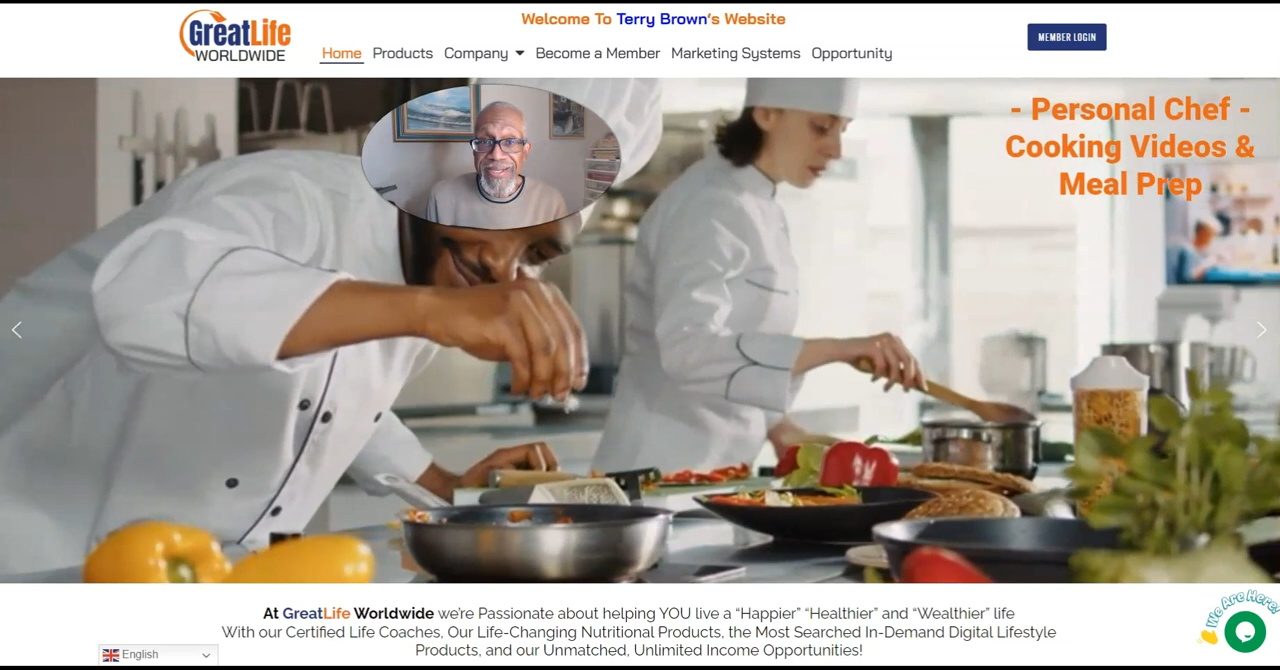 GreatLife
WORLDWIDE
Welcome To Terry Brown's Website
Home Products Company Become a Member Marketing Systems Opportunity
MEMBER LOGIN
- Personal Chef -
Cooking Videos &
Meal Prep
At GreatLife Worldwide we're Passionate about helping YOU live a “Happier” “Healthier” and “Wealthier” life
With our Certified Life Coaches, Our Life-Changing Nutritional Products, the Most Searched In-Demand Digital Lifestyle
Products, and our Unmatched, Unlimited Income Opportunities!
English
We Are Here!